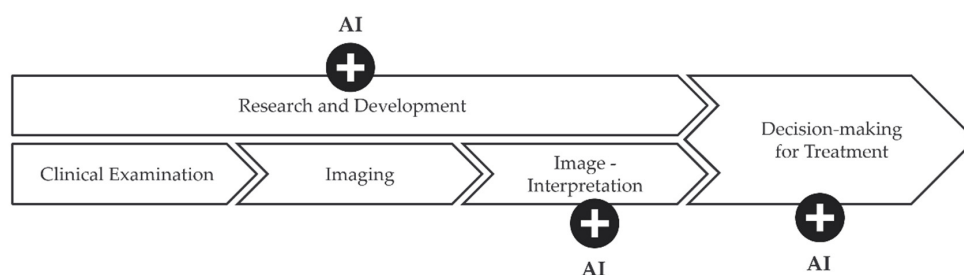 AI
Research and Development
Decision-making
for Treatment
Clinical Examination
Imaging
Image -
Interpretation
AI
AI